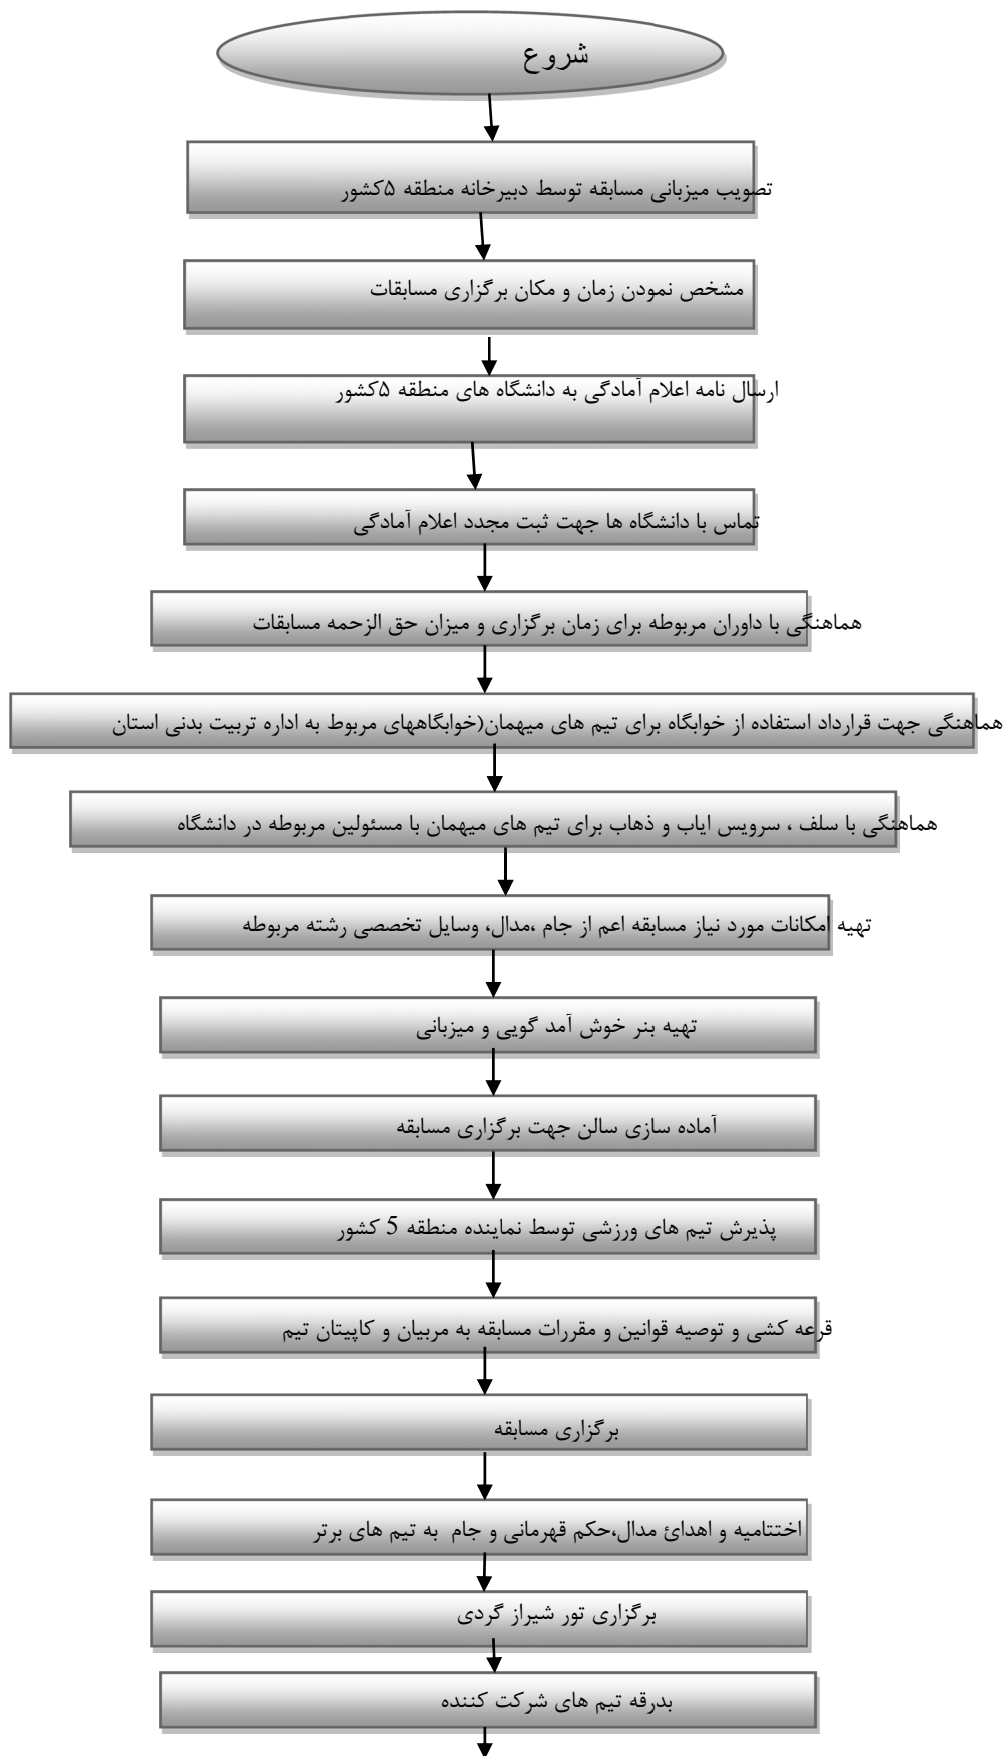 شروع
تصویب میزبانی مسابقه توسط دبیرخانه منطقه ۵کشور
مشخص نمودن زمان و مکان برگزاری مسابقات
ارسال نامه اعلام آمادگی به دانشگاه های منطقه ۵کشور
تماس با دانشگاه ها جهت ثبت مجدد اعلام آمادگی
هماهنگی با داوران مربوطه برای زمان برگزاری و میزان حق الزحمه مسابقات
هماهنگی جهت قرارداد استفاده از خوابگاه برای تیم های میهمان(خوابگاههای مربوط به اداره تربیت بدنی استان
هماهنگی با سلف ، سرویس ایاب و ذهاب برای تیم های میهمان با مسئولین مربوطه در دانشگاه
تهیه امکانات مورد نیاز مسابقه اعم از جام ،مدال، وسایل تخصصی رشته مربوطه
تهیه بنر خوش آمد گویی و میزبانی
آماده سازی سالن جهت برگزاری مسابقه
پذیرش تیم های ورزشی توسط نماینده منطقه 5 کشور
قرعه کشی و توصیه قوانین و مقررات مسابقه به مربیان و کاپیتان تیم
برگزاری مسابقه
اختتامیه و اهدائ مدال،حکم قهرمانی و جام به تیم های برتر
برگزاری تور شیراز گردی
بدرقه تیم های شرکت کننده